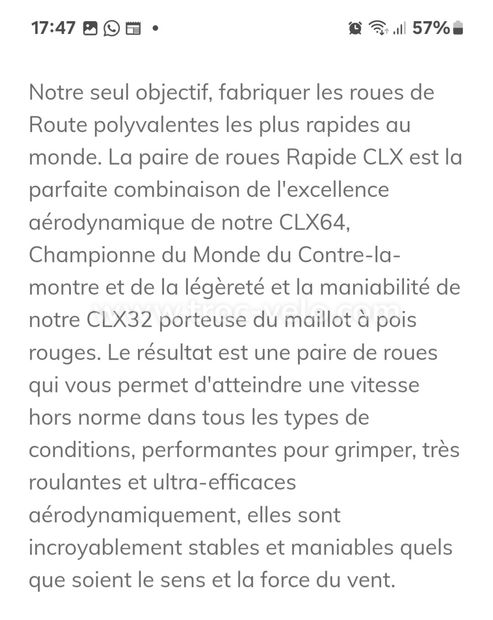 17:47
57%
Notre seul objectif, fabriquer les roues de
Route polyvalentes les plus rapides au
monde. La paire de roues Rapide CLX est la
parfaite combinaison de l'excellence
aérodynamique de notre CLX64,
Championne du Monde du Contre-la-
montre et de la légèreté et la maniabilité de
www.troc-velo.com
notre CLX32 porteuse du maillot à pois
rouges. Le résultat est une paire de roues
qui vous permet d'atteindre une vitesse
hors norme dans tous les types de
conditions, performantes pour grimper, très
roulantes et ultra-efficaces
aérodynamiquement, elles sont
incroyablement stables et maniables quels
que soient le sens et la force du vent.